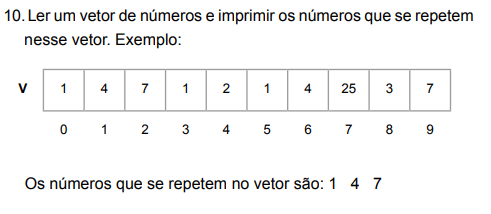 10. Ler um vetor de números e imprimir os números que se repetem
nesse vetor. Exemplo:
V 1 4 7 1 2 1 4 25 3 7
0 1 2 3 4 5 6 7 8 9
Os números que se repetem no vetor são: 1 4 7